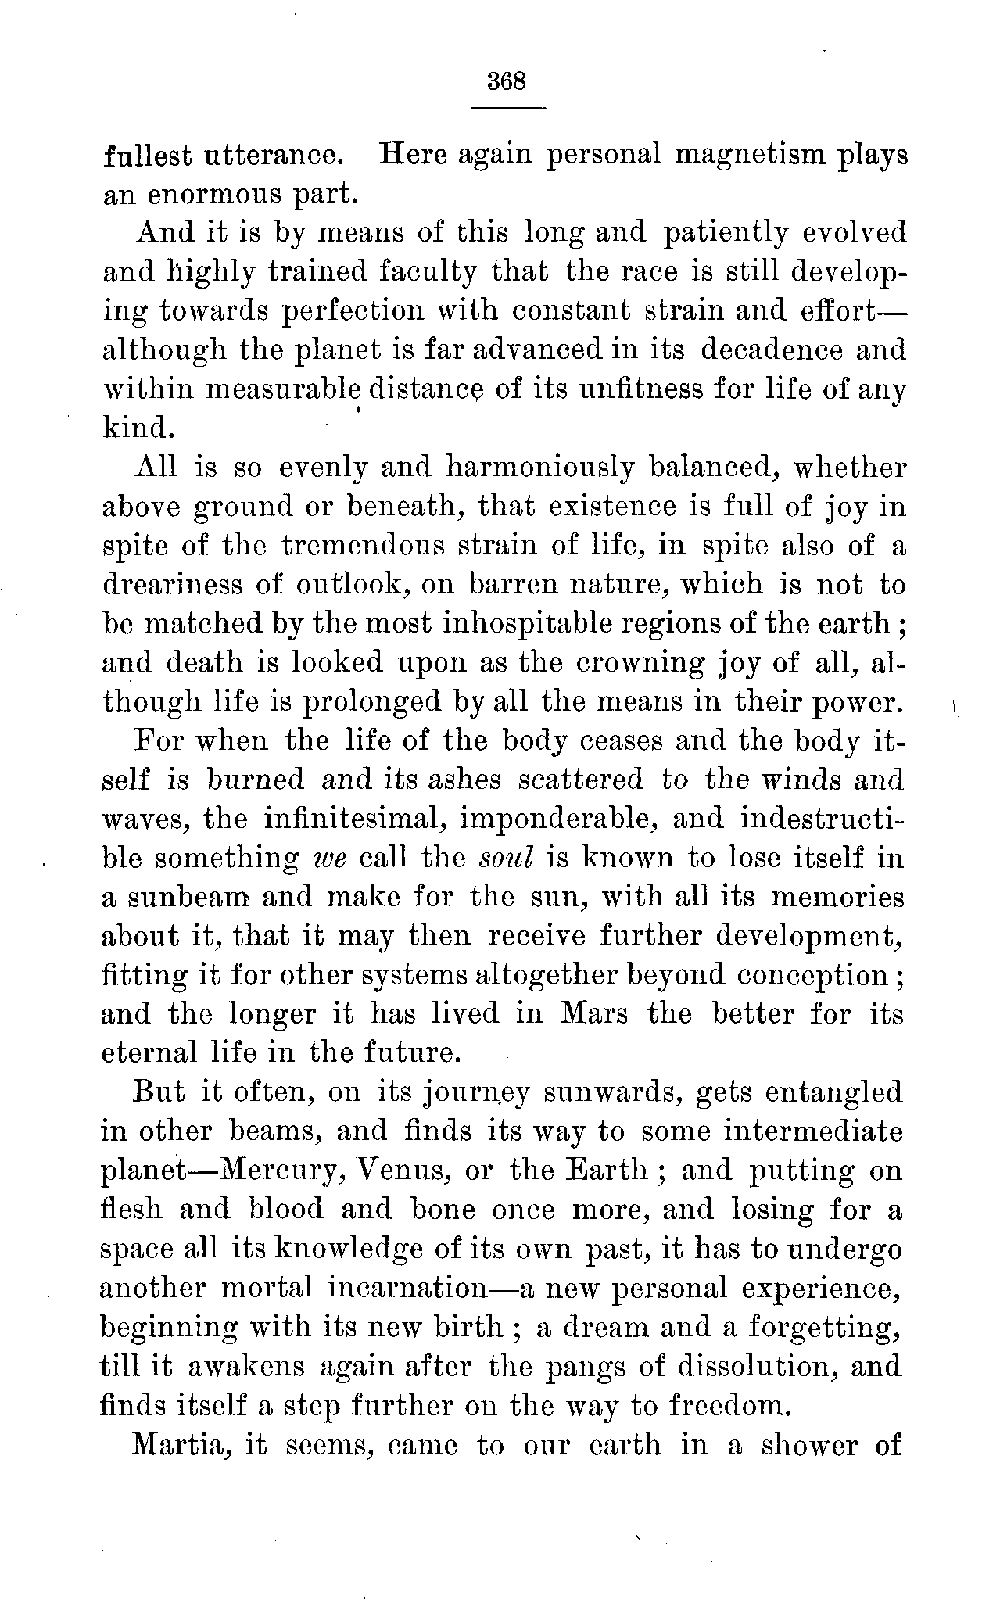 368
fullest utterance. Here again personal magnetism plays
an enormous part.
And it is by means of this long and patiently evolved
and highly trained faculty that the race is still develop-
ing towards perfection with constant strain and effort—
although the planet is far advanced in its decadence and
within measurable distance of its unfitness for life of any
kind.
All is so evenly and harmoniously balanced, whether
above ground or beneath, that existence is full of joy in
spite of the tremendous strain of life, in spite also of a
dreariness of outlook, on barren nature, which is not to
be matched by the most inhospitable regions of the earth ;
and death is looked upon as the crowning joy of all, al-
though life is prolonged by all the means in their power.
For when the life of the body ceases and the body it-
self is burned and its ashes scattered to the winds and
waves, the infinitesimal, imponderable, and indestructi-
ble something we call the soul is known to lose itself in
a sunbeam and make for the sun, with all its memories
about it, that it may then receive further development,
fitting it for other systems altogether beyond conception ;
and the longer it has lived in Mars the better for its
eternal life in the future.
But it often, on its journey sunwards, gets entangled
in other beams, and finds its way to some intermediate
planet—Mercury, Venus, or the Earth ; and putting on
flesh and blood and bone once more, and losing for a
space all its knowledge of its own past, it has to undergo
another mortal incarnation—a new personal experience,
beginning with its new birth ; a dream and a forgetting,
till it awakens again after the pangs of dissolution, and
finds itself a step further on the way to freedom.
Martia, it seems, came to our earth in a shower of